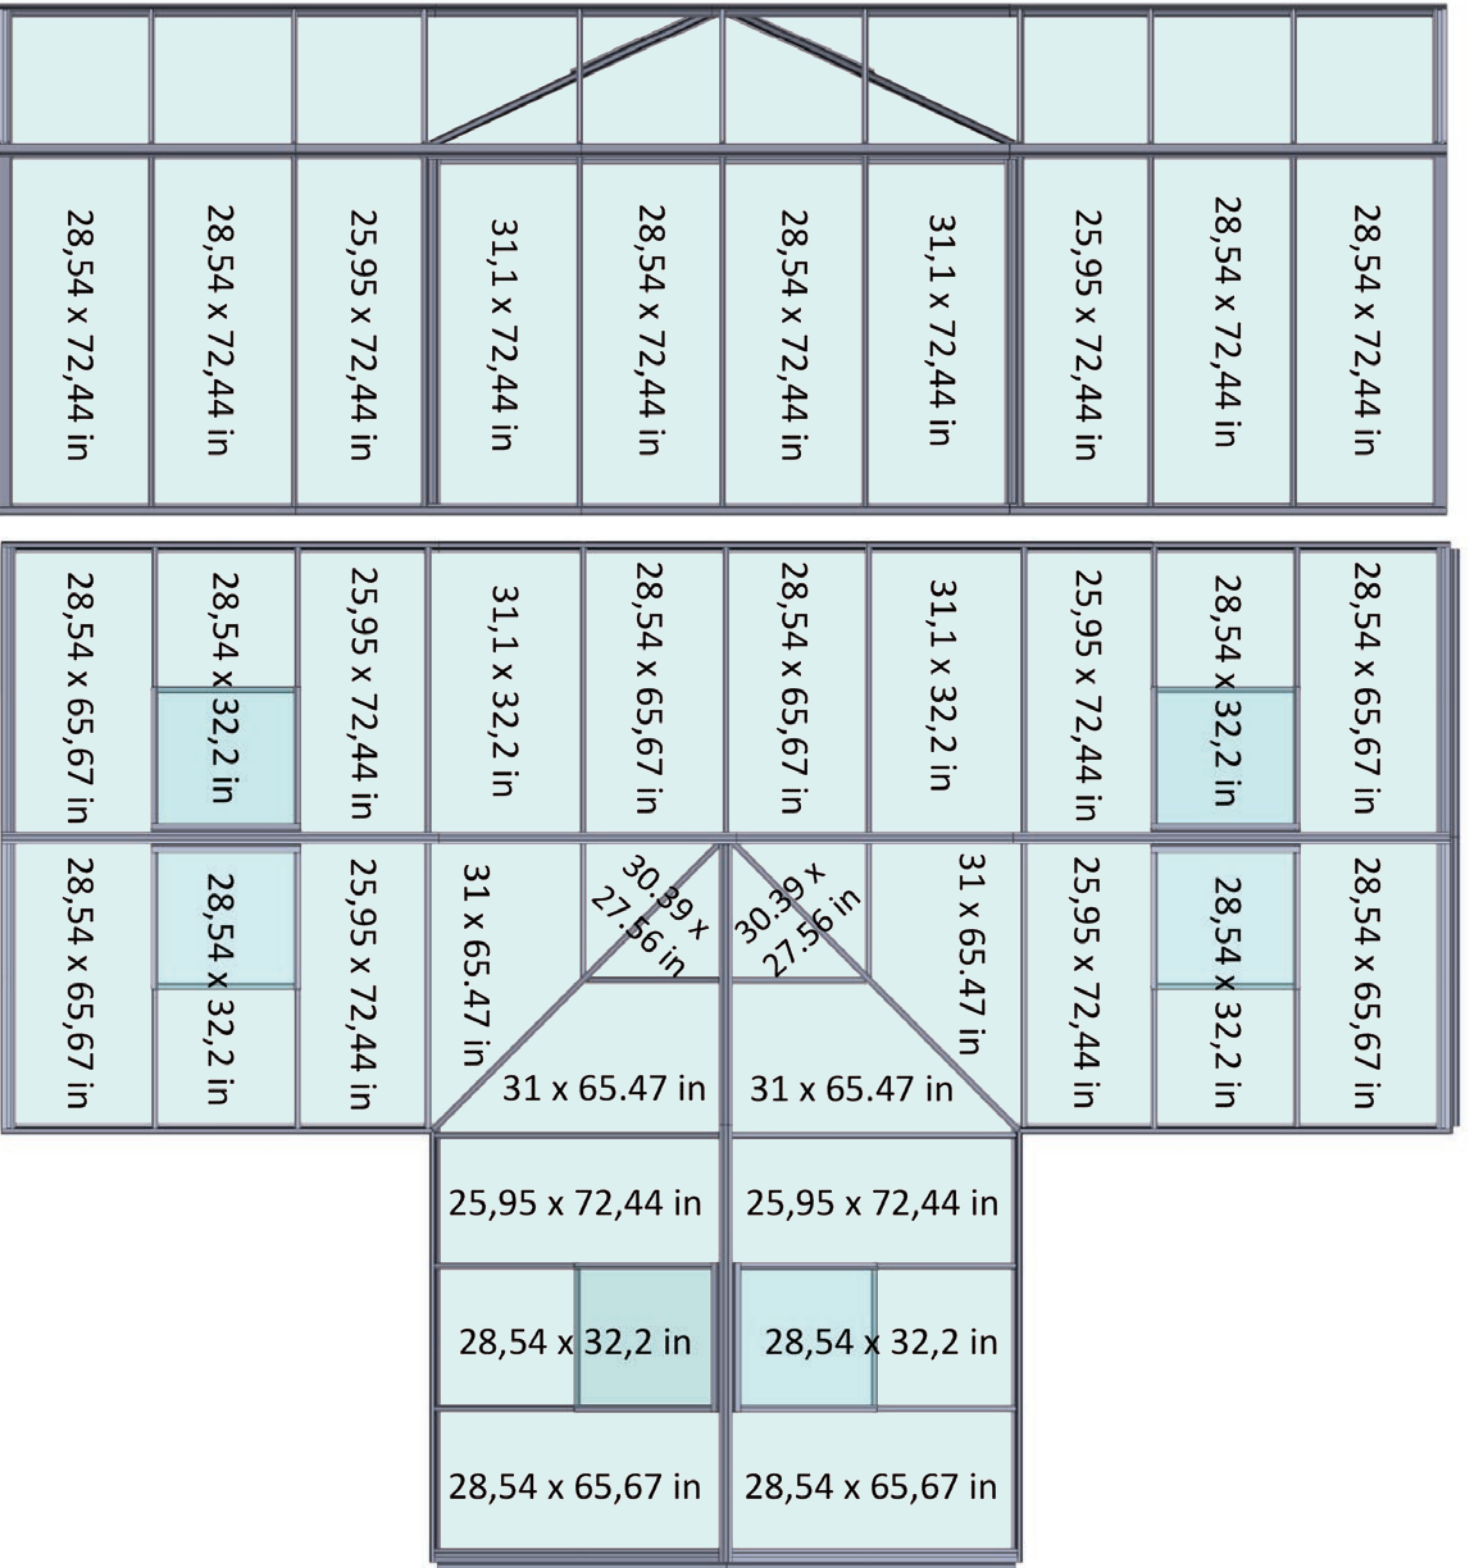 28,54 x 72,44 in
28,54 x 72,44 in
25,95 x 72,44 in
31,1 x 72,44 in
28,54 x 72,44 in
28,54 x 72,44 in
31,1 x 72,44 in
25,95 x 72,44 in
28,54 x 72,44 in
28,54 x 72,44 in
28,54 x 65,67 in
28,54 x 32,2 in
25,95 x 72,44 in
31,1 x 32,2 in
28,54 x 65,67 in
28,54 x 65,67 in
31,1 x 32,2 in
25,95 x 72,44 in
28,54 x 32,2 in
28,54 x 65,67 in
28,54 x 65,67 in
28,54 x 32,2 in
25,95 x 72,44 in
31 x 65.47 in
30.39 x
27.56 in
30.39 x
27.56 in
31 x 65.47 in
25,95 x 72,44 in
28,54 x 32,2 in
28,54 x 65,67 in
31 x 65.47 in
31 x 65.47 in
25,95 x 72,44 in
25,95 x 72,44 in
28,54 x 32,2 in
28,54 x 32,2 in
28,54 x 65,67 in
28,54 x 65,67 in